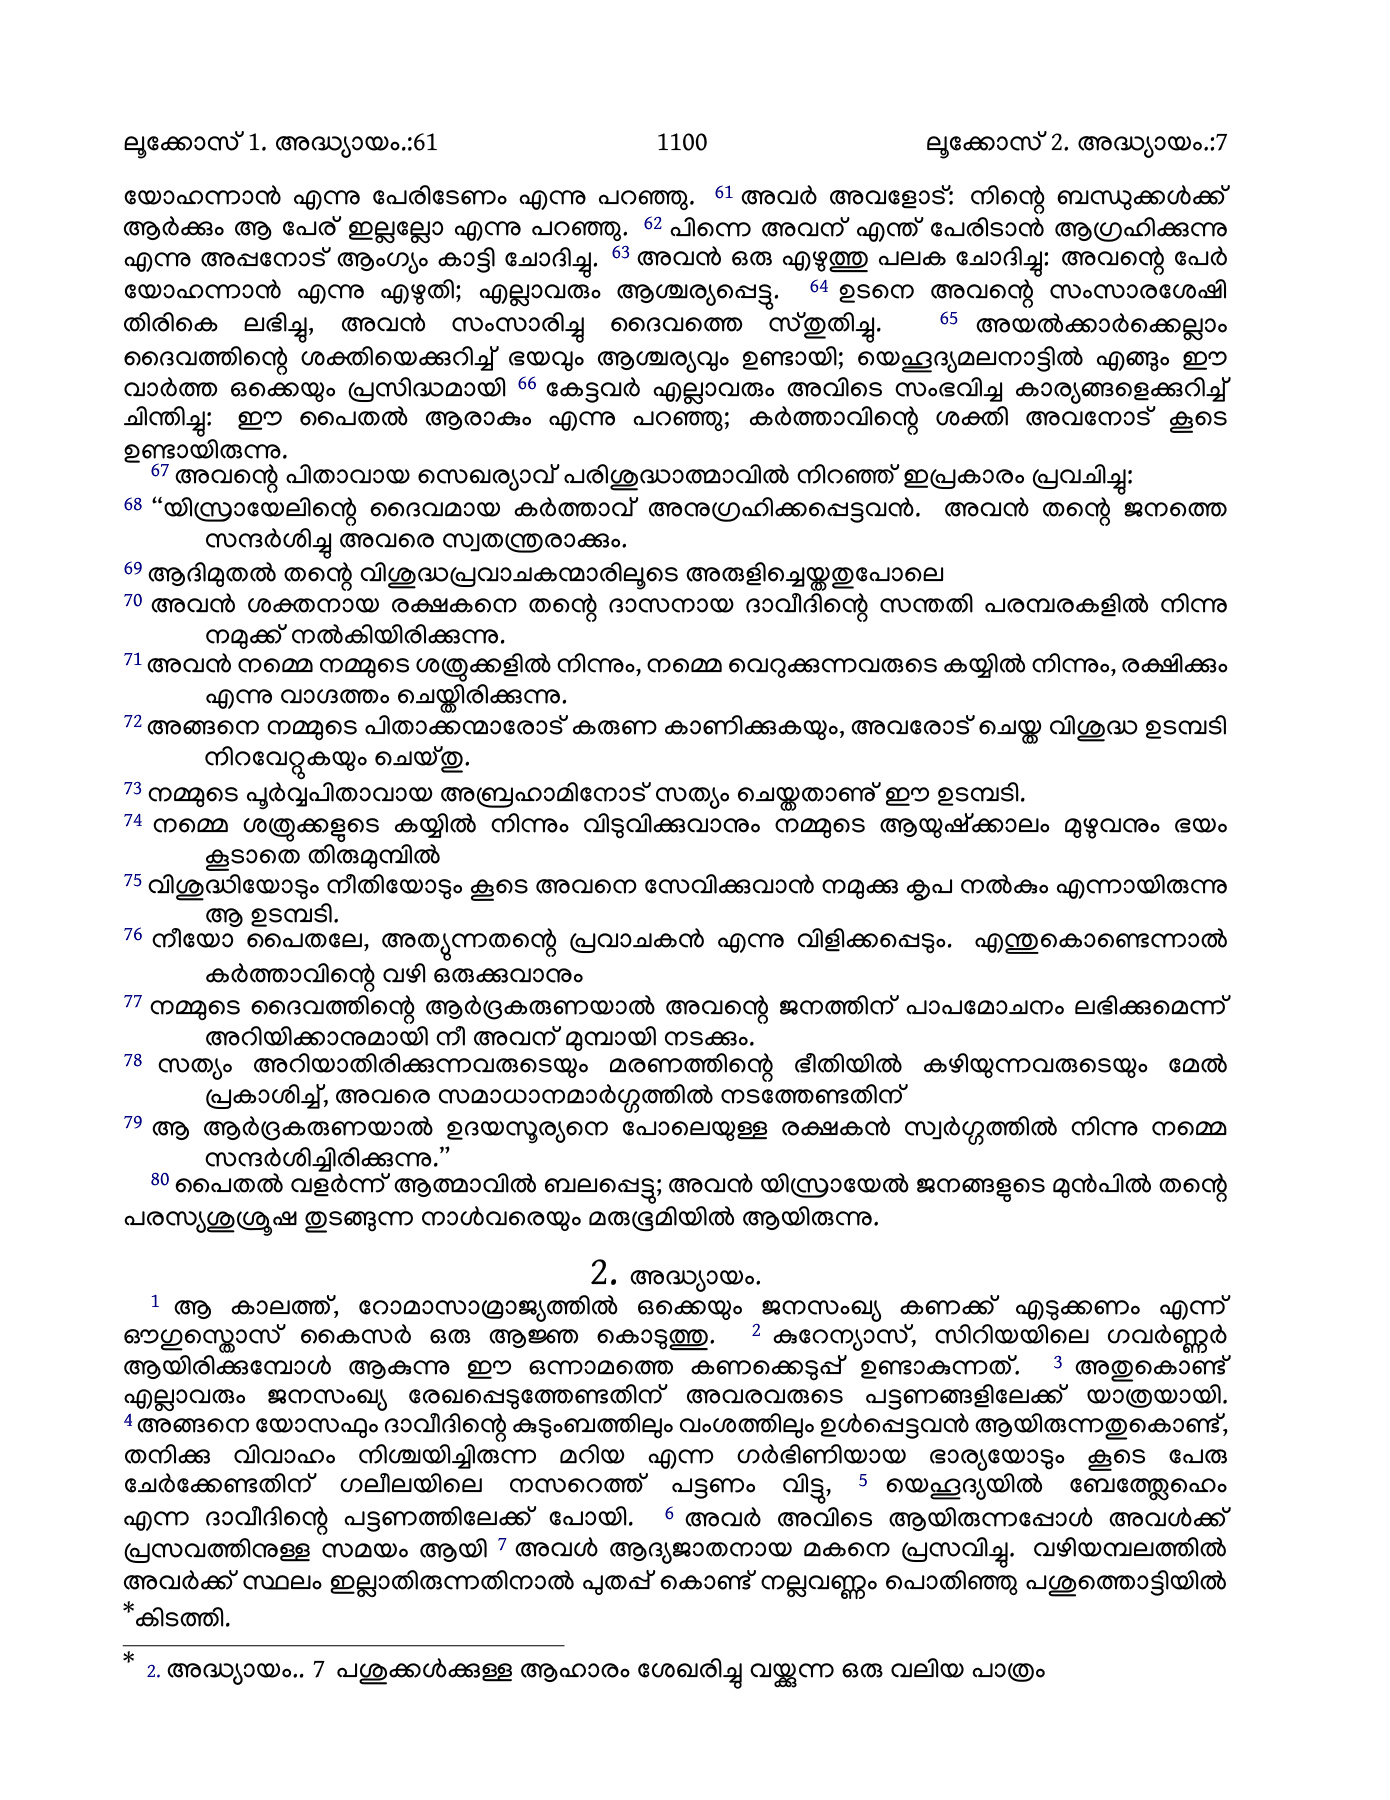 ലൂക്കോസ് 1. അദ്ധ്യായം.:61 1100 ലൂക്കോസ് 2. അദ്ധ്യായം.:7
യോഹന്നാൻ എന്നു പേരിടേണം എന്നു പറഞ്ഞു. 61 അവർ അവളോട്: നിന്റെ ബന്ധുക്കൾക്ക്
ആർക്കും ആ പേര് ഇല്ലല്ലോ എന്നു പറഞ്ഞു. 62 പിന്നെ അവന് എന്ത് പേരിടാൻ ആഗ്രഹിക്കുന്നു
എന്നു അപ്പനോട് ആംഗ്യം കാട്ടി ചോദിച്ചു. 63 അവൻ ഒരു എഴുത്തു പലക ചോദിച്ചു: അവന്റെ പേർ
യോഹന്നാൻ എന്നു എഴുതി; എല്ലാവരും ആശ്ചര്യപ്പെട്ടു. 64 ഉടനെ അവന്റെ സംസാരശേഷി
തിരികെ ലഭിച്ചു, അവൻ സംസാരിച്ചു ദൈവത്തെ സ്തുതിച്ചു. 65 അയൽക്കാർക്കെല്ലാം
ദൈവത്തിന്റെ ശക്തിയെക്കുറിച്ച് ഭയവും ആശ്ചര്യവും ഉണ്ടായി; യെഹൂദ്യമലനാട്ടിൽ എങ്ങും ഈ
വാർത്ത ഒക്കെയും പ്രസിദ്ധമായി 66 കേട്ടവർ എല്ലാവരും അവിടെ സംഭവിച്ച കാര്യങ്ങളെക്കുറിച്ച്
ചിന്തിച്ചു: ഈ പൈതൽ ആരാകും എന്നു പറഞ്ഞു; കർത്താവിന്റെ ശക്തി അവനോട് കൂടെ
ഉണ്ടായിരുന്നു.
67 അവന്റെ പിതാവായ സെഖര്യാവ് പരിശുദ്ധാത്മാവിൽ നിറഞ്ഞ് ഇപ്രകാരം പ്രവചിച്ചു:
68 “യിസ്രായേലിന്റെ ദൈവമായ കർത്താവ് അനുഗ്രഹിക്കപ്പെട്ടവൻ. അവൻ തന്റെ ജനത്തെ
സന്ദർശിച്ചു അവരെ സ്വതന്ത്രരാക്കും.
69 ആദിമുതൽ തന്റെ വിശുദ്ധപ്രവാചകന്മാരിലൂടെ അരുളിച്ചെയ്തതുപോലെ
70 അവൻ ശക്തനായ രക്ഷകനെ തന്റെ ദാസനായ ദാവീദിന്റെ സന്തതി പരമ്പരകളിൽ നിന്നു
നമുക്ക് നൽകിയിരിക്കുന്നു.
71 അവൻ നമ്മെ നമ്മുടെ ശത്രുക്കളിൽ നിന്നും, നമ്മെ വെറുക്കുന്നവരുടെ കയ്യിൽ നിന്നും, രക്ഷിക്കും
എന്നു വാഗ്ദത്തം ചെയ്തിരിക്കുന്നു.
72 അങ്ങനെ നമ്മുടെ പിതാക്കന്മാരോട് കരുണ കാണിക്കുകയും, അവരോട് ചെയ്ത വിശുദ്ധ ഉടമ്പടി
നിറവേറ്റുകയും ചെയ്തു.
73 നമ്മുടെ പൂർവ്വപിതാവായ അബ്രഹാമിനോട് സത്യം ചെയ്തതാണു് ഈ ഉടമ്പടി.
74 നമ്മെ ശത്രുക്കളുടെ കയ്യിൽ നിന്നും വിടുവിക്കുവാനും നമ്മുടെ ആയുഷ്ക്കാലം മുഴുവനും ഭയം
കൂടാതെ തിരുമുമ്പിൽ
75 വിശുദ്ധിയോടും നീതിയോടും കൂടെ അവനെ സേവിക്കുവാൻ നമുക്കു കൃപ നൽകും എന്നായിരുന്നു
ആ ഉടമ്പടി.
76 നീയോ പൈതലേ, അത്യുന്നതന്റെ പ്രവാചകൻ എന്നു വിളിക്കപ്പെടും. എന്തുകൊണ്ടെന്നാൽ
കർത്താവിന്റെ വഴി ഒരുക്കുവാനും
77 നമ്മുടെ ദൈവത്തിന്റെ ആർദ്രകരുണയാൽ അവന്റെ ജനത്തിന് പാപമോചനം ലഭിക്കുമെന്ന്
അറിയിക്കാനുമായി നീ അവന് മുമ്പായി നടക്കും.
78 സത്യം അറിയാതിരിക്കുന്നവരുടെയും മരണത്തിന്റെ ഭീതിയിൽ കഴിയുന്നവരുടെയും മേൽ
പ്രകാശിച്ച്, അവരെ സമാധാനമാർഗ്ഗത്തിൽ നടത്തേണ്ടതിന്
79 ആ ആർദ്രകരുണയാൽ ഉദയസൂര്യനെ പോലെയുള്ള രക്ഷകൻ സ്വർഗ്ഗത്തിൽ നിന്നു നമ്മെ
സന്ദർശിച്ചിരിക്കുന്നു.”
80 പൈതൽ വളർന്ന് ആത്മാവിൽ ബലപ്പെട്ടു; അവൻ യിസ്രായേൽ ജനങ്ങളുടെ മുൻപിൽ തന്റെ
പരസ്യശുശ്രൂഷ തുടങ്ങുന്ന നാൾവരെയും മരുഭൂമിയിൽ ആയിരുന്നു.
2. അദ്ധ്യായം.
1 ആ കാലത്ത്, റോമാസാമ്രാജ്യത്തിൽ ഒക്കെയും ജനസംഖ്യ കണക്ക് എടുക്കണം എന്ന്
ഔഗുസ്തൊസ് കൈസർ ഒരു ആജ്ഞ കൊടുത്തു. 2 കുറേന്യാസ്, സിറിയയിലെ ഗവർണ്ണർ
ആയിരിക്കുമ്പോൾ ആകുന്നു ഈ ഒന്നാമത്തെ കണക്കെടുപ്പ് ഉണ്ടാകുന്നത്. 3 അതുകൊണ്ട്
എല്ലാവരും ജനസംഖ്യ രേഖപ്പെടുത്തേണ്ടതിന് അവരവരുടെ പട്ടണങ്ങളിലേക്ക് യാത്രയായി.
4 അങ്ങനെ യോസഫും ദാവീദിന്റെ കുടുംബത്തിലും വംശത്തിലും ഉൾപ്പെട്ടവൻ ആയിരുന്നതുകൊണ്ട്,
തനിക്കു വിവാഹം നിശ്ചയിച്ചിരുന്ന മറിയ എന്ന ഗർഭിണിയായ ഭാര്യയോടും കൂടെ പേരു
ചേർക്കേണ്ടതിന് ഗലീലയിലെ നസറെത്ത് പട്ടണം വിട്ടു, 5 യെഹൂദ്യയിൽ ബേത്ത്ലേഹെം
എന്ന ദാവീദിന്റെ പട്ടണത്തിലേക്ക് പോയി. 6 അവർ അവിടെ ആയിരുന്നപ്പോൾ അവൾക്ക്
പ്രസവത്തിനുള്ള സമയം ആയി 7 അവൾ ആദ്യജാതനായ മകനെ പ്രസവിച്ചു. വഴിയമ്പലത്തിൽ
അവർക്ക് സ്ഥലം ഇല്ലാതിരുന്നതിനാൽ പുതപ്പ് കൊണ്ട് നല്ലവണ്ണം പൊതിഞ്ഞു പശുത്തൊട്ടിയിൽ
*കിടത്തി.
* 2. അദ്ധ്യായം.. 7 പശുക്കൾക്കുള്ള ആഹാരം ശേഖരിച്ചു വയ്ക്കുന്ന ഒരു വലിയ പാത്രം